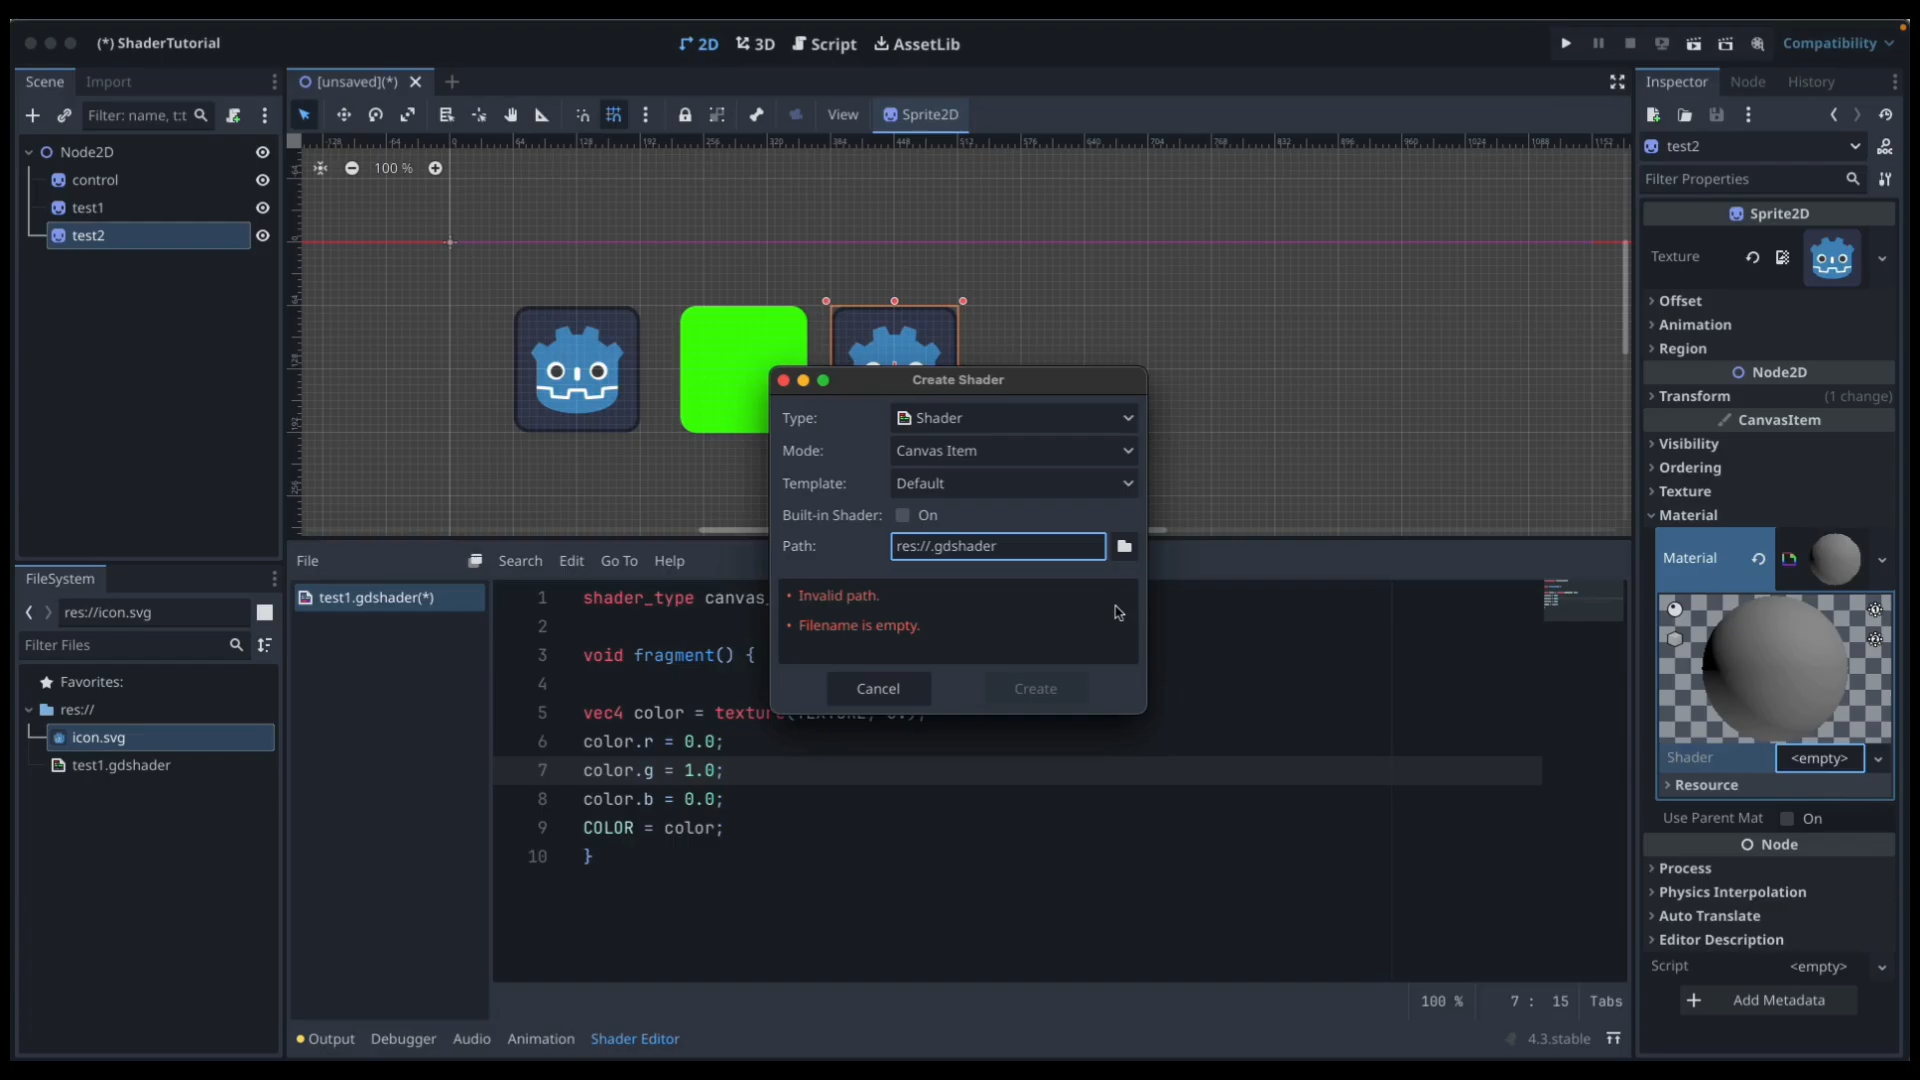 (*) ShaderTutorial
2D
3D
Script
AssetLib
Compatibility
Scene
Import
[unsaved](*)
Inspector
Node
History
Filter: name, t:t
View
Sprite2D
Node2D
control
test1
test2
100 %
test2
Filter Properties
Sprite2D
Texture
Offset
Animation
Region
Node2D
Transform
(1 change)
CanvasItem
Visibility
Ordering
Texture
Material
Material
Shader
<empty>
Resource
Use Parent Mat
On
Node
Process
Physics Interpolation
Auto Translate
Editor Description
Script
<empty>
Add Metadata
Create Shader
Type:
Shader
Mode:
Canvas Item
Template:
Default
Built-in Shader:
On
Path:
res://.gdshader
• Invalid path.
• Filename is empty.
Cancel
Create
FileSystem
res://icon.svg
Filter Files
Favorites:
res://
icon.svg
test1.gdshader
File
Search
Edit
Go To
Help
test1.gdshader(*)
1 shader_type canvas_
2
3 void fragment() {
4
5 vec4 color = texture(TEXTURE, UV);
6 color.r = 0.0;
7 color.g = 1.0;
8 color.b = 0.0;
9 COLOR = color;
10 }
100 %
7 : 15
Tabs
Output
Debugger
Audio
Animation
Shader Editor
4.3.stable